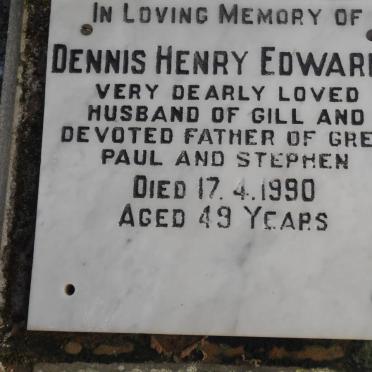 IN LOVING MEMORY OF
DENNIS HENRY EDWAR
VERY DEARLY LOVED
HUSBAND OF GILL AND
DEVOTED FATHER OF GRE
PAUL AND STEPHEN
DIED 17. 4. 1990
AGED 49 YEARS